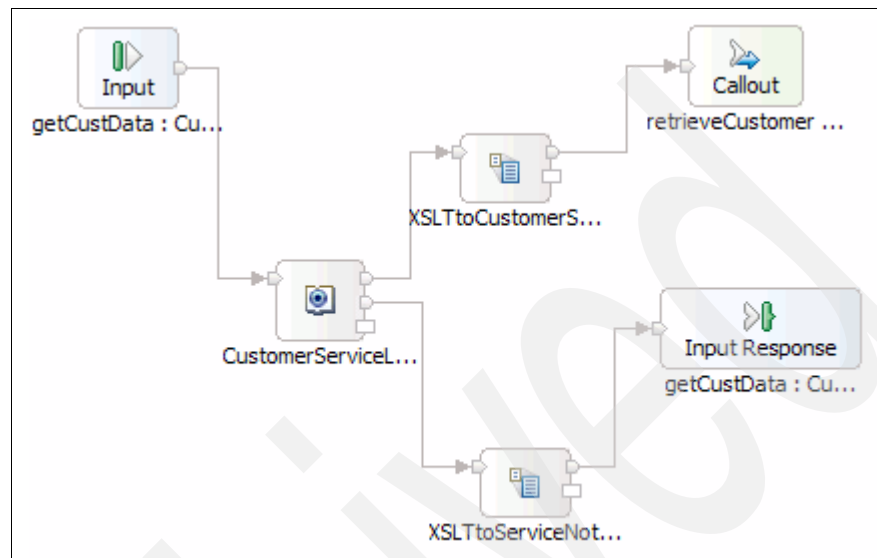 Input
getCustData : Cu...
Callout
retrieveCustomer ...
XSLTtoCustomerS...
CustomerServiceL...
Input Response
getCustData : Cu...
XSLTtoServiceNot...